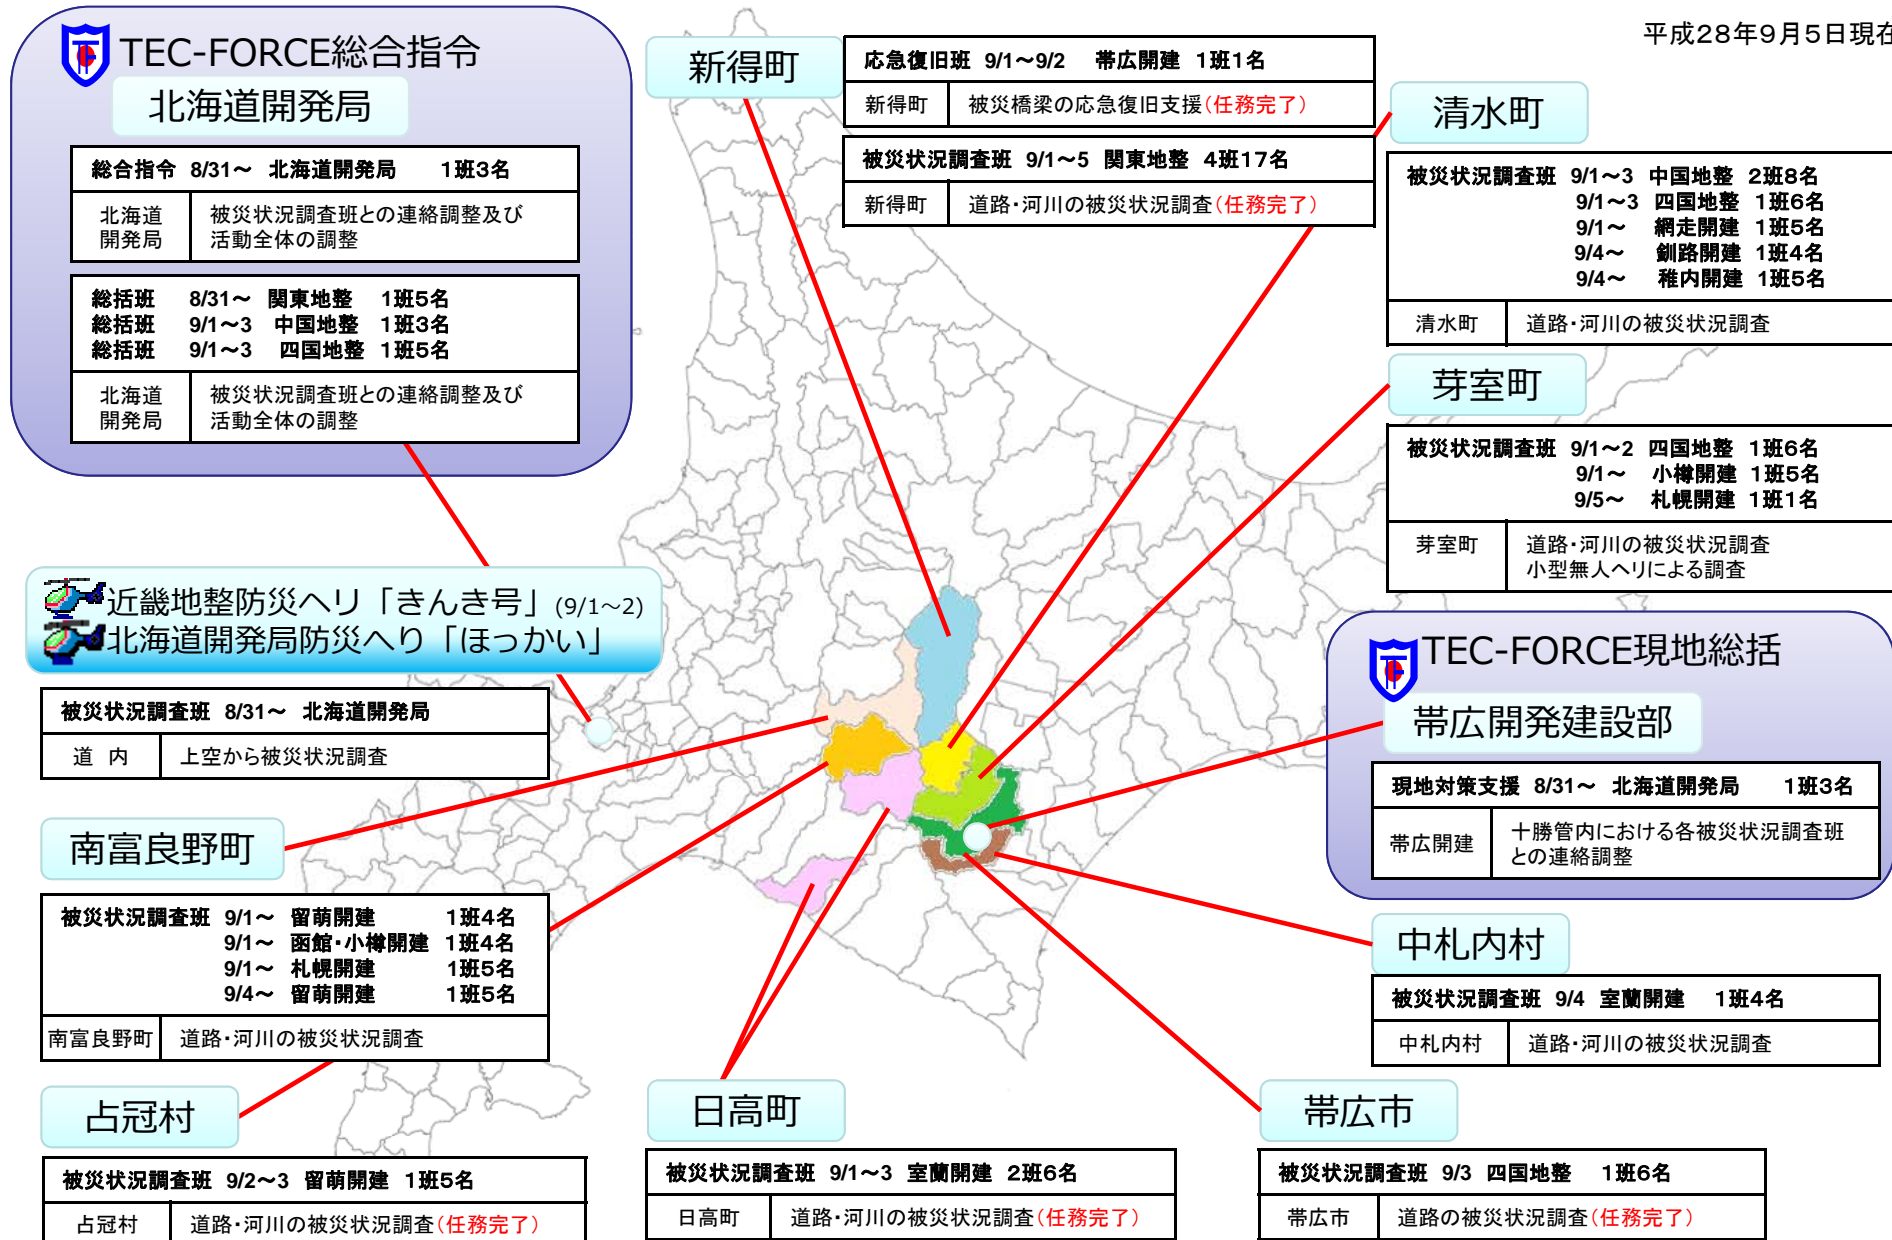 平成28年9月5日現在
TEC-FORCE総合指令
北海道開発局
総合指令 8/31～ 北海道開発局 1班3名
北海道
開発局
被災状況調査班との連絡調整及び
活動全体の調整
総括班 8/31～ 関東地整 1班5名
総括班 9/1～3 中国地整 1班3名
総括班 9/1～3 四国地整 1班5名
北海道
開発局
被災状況調査班との連絡調整及び
活動全体の調整
新得町
応急復旧班 9/1～9/2 帯広開建 1班1名
新得町 被災橋梁の応急復旧支援(任務完了)
被災状況調査班 9/1～5 関東地整 4班17名
新得町 道路・河川の被災状況調査(任務完了)
清水町
被災状況調査班 9/1～3 中国地整 2班8名
9/1～3 四国地整 1班6名
9/1～ 網走開建 1班5名
9/4～ 釧路開建 1班4名
9/4～ 稚内開建 1班5名
清水町 道路・河川の被災状況調査
芽室町
被災状況調査班 9/1～2 四国地整 1班6名
9/1～ 小樽開建 1班5名
9/5～ 札幌開建 1班1名
芽室町 道路・河川の被災状況調査
小型無人ヘリによる調査
近畿地整防災ヘリ「きんき号」(9/1～2)
北海道開発局防災へり「ほっかい」
被災状況調査班 8/31～ 北海道開発局
道 内 上空から被災状況調査
TEC-FORCE現地総括
帯広開発建設部
現地対策支援 8/31～ 北海道開発局 1班3名
帯広開建
十勝管内における各被災状況調査班
との連絡調整
南富良野町
被災状況調査班 9/1～ 留萌開建 1班4名
9/1～ 函館・小樽開建 1班4名
9/1～ 札幌開建 1班5名
9/4～ 留萌開建 1班5名
南富良野町 道路・河川の被災状況調査
中札内村
被災状況調査班 9/4 室蘭開建 1班4名
中札内村 道路・河川の被災状況調査
占冠村
被災状況調査班 9/2～3 留萌開建 1班5名
占冠村 道路・河川の被災状況調査(任務完了)
日高町
被災状況調査班 9/1～3 室蘭開建 2班6名
日高町 道路・河川の被災状況調査(任務完了)
帯広市
被災状況調査班 9/3 四国地整 1班6名
帯広市 道路の被災状況調査(任務完了)